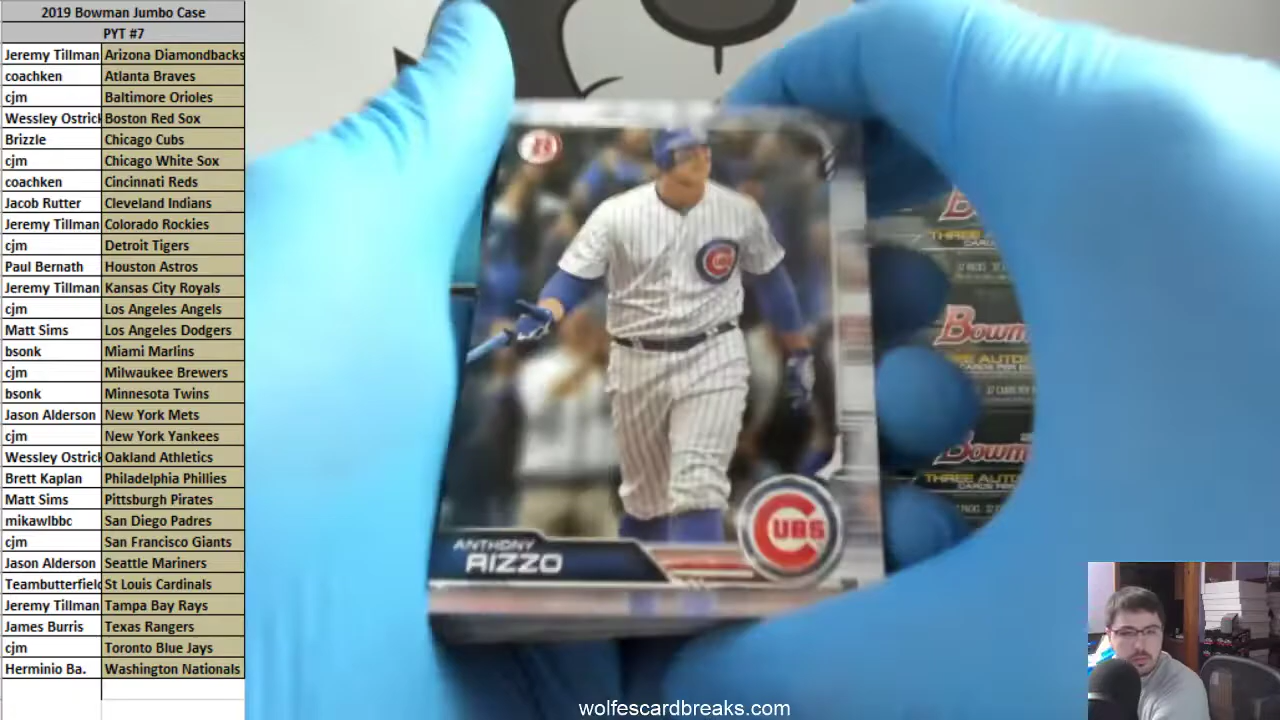 2019 Bowman Jumbo Case
PYT #7
Jeremy Tillman Arizona Diamondbacks
coachken Atlanta Braves
cjm Baltimore Orioles
Wessley Ostrick Boston Red Sox
Brizzle Chicago Cubs
cjm Chicago White Sox
coachken Cincinnati Reds
Jacob Rutter Cleveland Indians
Jeremy Tillman Colorado Rockies
cjm Detroit Tigers
Paul Bernath Houston Astros
Jeremy Tillman Kansas City Royals
cjm Los Angeles Angels
Matt Sims Los Angeles Dodgers
bsonk Miami Marlins
cjm Milwaukee Brewers
bsonk Minnesota Twins
Jason Alderson New York Mets
cjm New York Yankees
Wessley Ostrick Oakland Athletics
Brett Kaplan Philadelphia Phillies
Matt Sims Pittsburgh Pirates
mikawlbbc San Diego Padres
cjm San Francisco Giants
Jason Alderson Seattle Mariners
Teambutterfield St Louis Cardinals
Jeremy Tillman Tampa Bay Rays
James Burris Texas Rangers
cjm Toronto Blue Jays
Herminio Ba. Washington Nationals
B
C
ANTHONY
RIZZO
CUBS
THREE
Bowm
THREE AUTO
Bowm
THREE AUTO
wolfescardbreaks.com